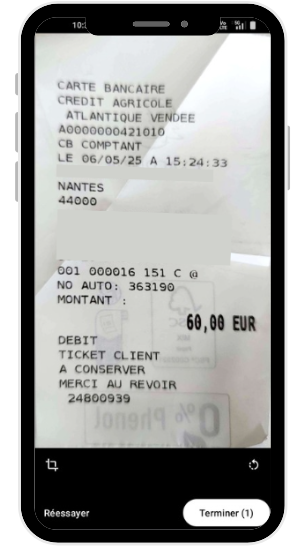 10:
CARTE BANCAIRE
CREDIT AGRICOLE
ATLANTIQUE VENDEE
A0000000421010
CB COMPTANT
LE 06/05/25 A 15:24:33
NANTES
44000
001 000016 151 C @
NO AUTO: 363190
MONTANT :
60,00 EUR
DEBIT
TICKET CLIENT
A CONSERVER
MERCI AU REVOIR
24800939
0% Phenol
Réessayer
Terminer (1)